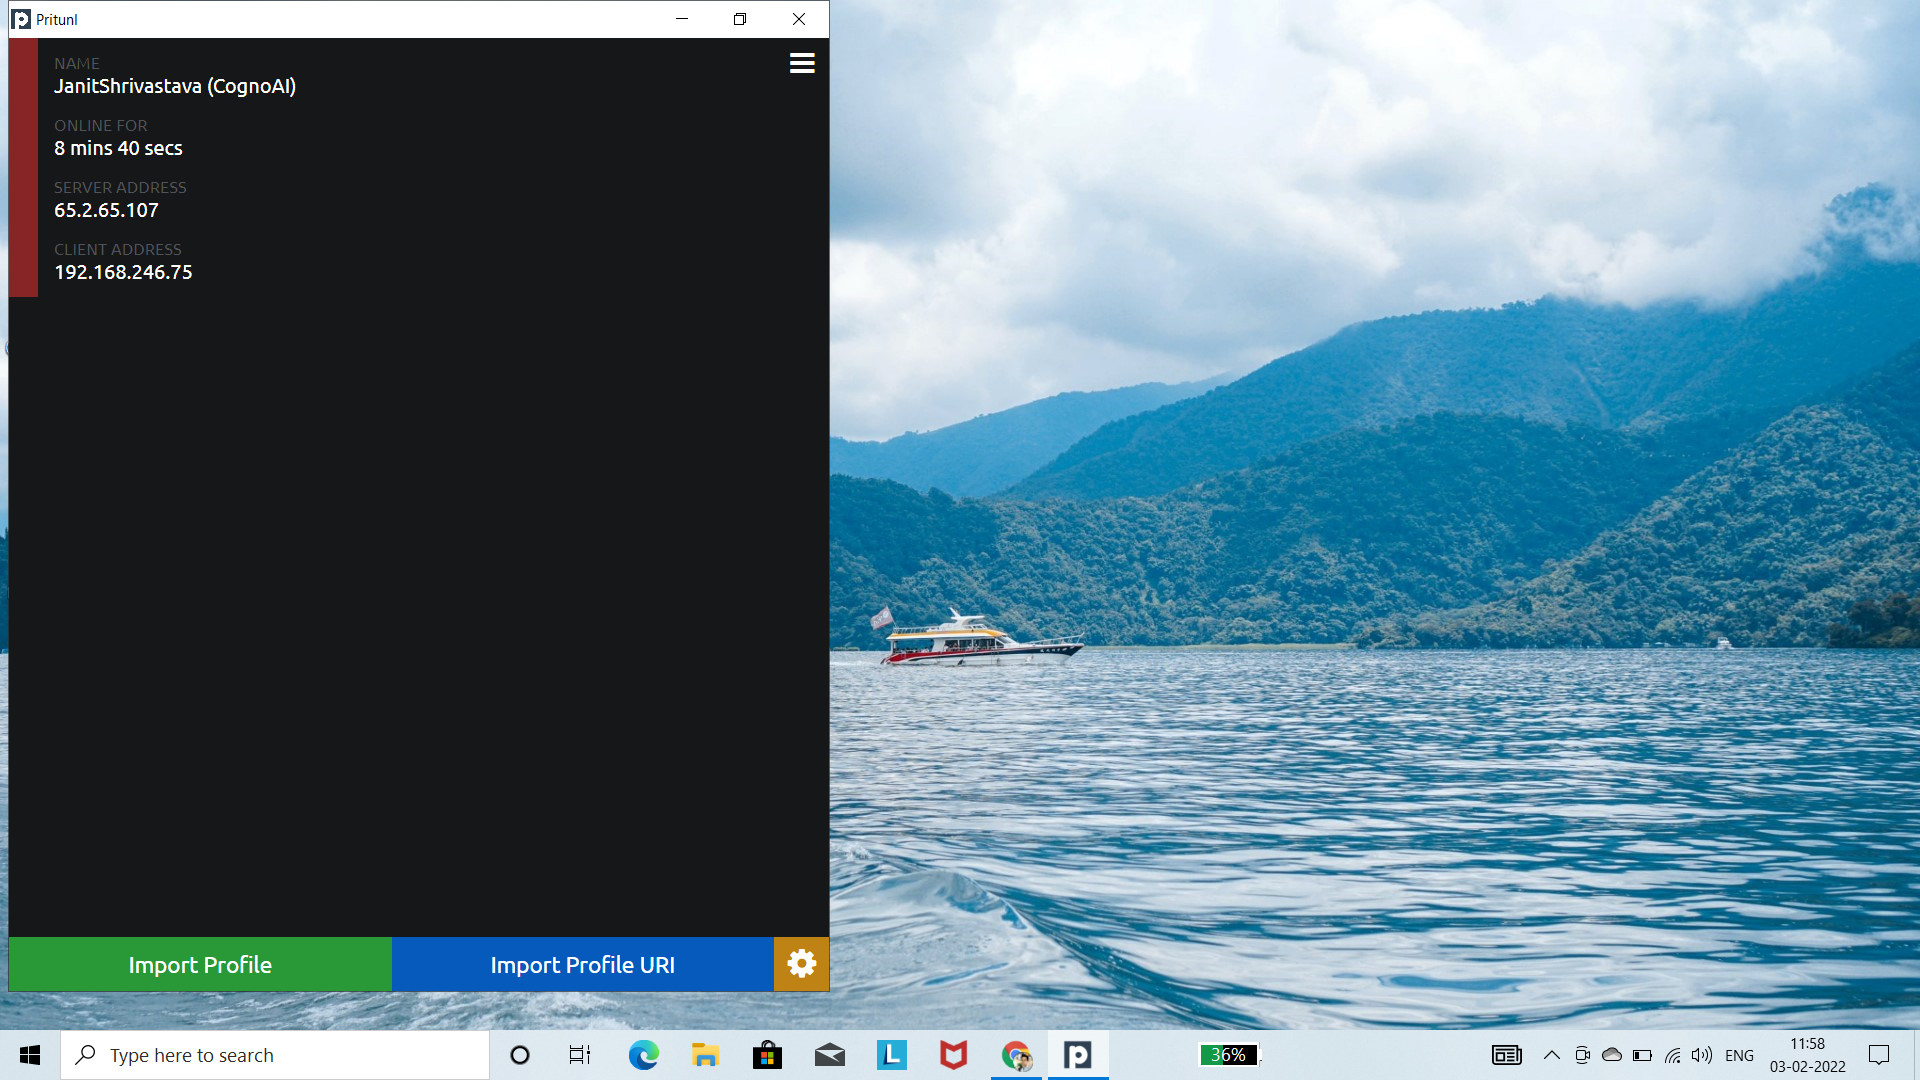 Pritunl
NAME
JanitShrivastava (CognoAI)
ONLINE FOR
8 mins 40 secs
SERVER ADDRESS
65.2.65.107
CLIENT ADDRESS
192.168.246.75
Import Profile
Import Profile URI
Type here to search
L
36%
ENG
11:58
03-02-2022